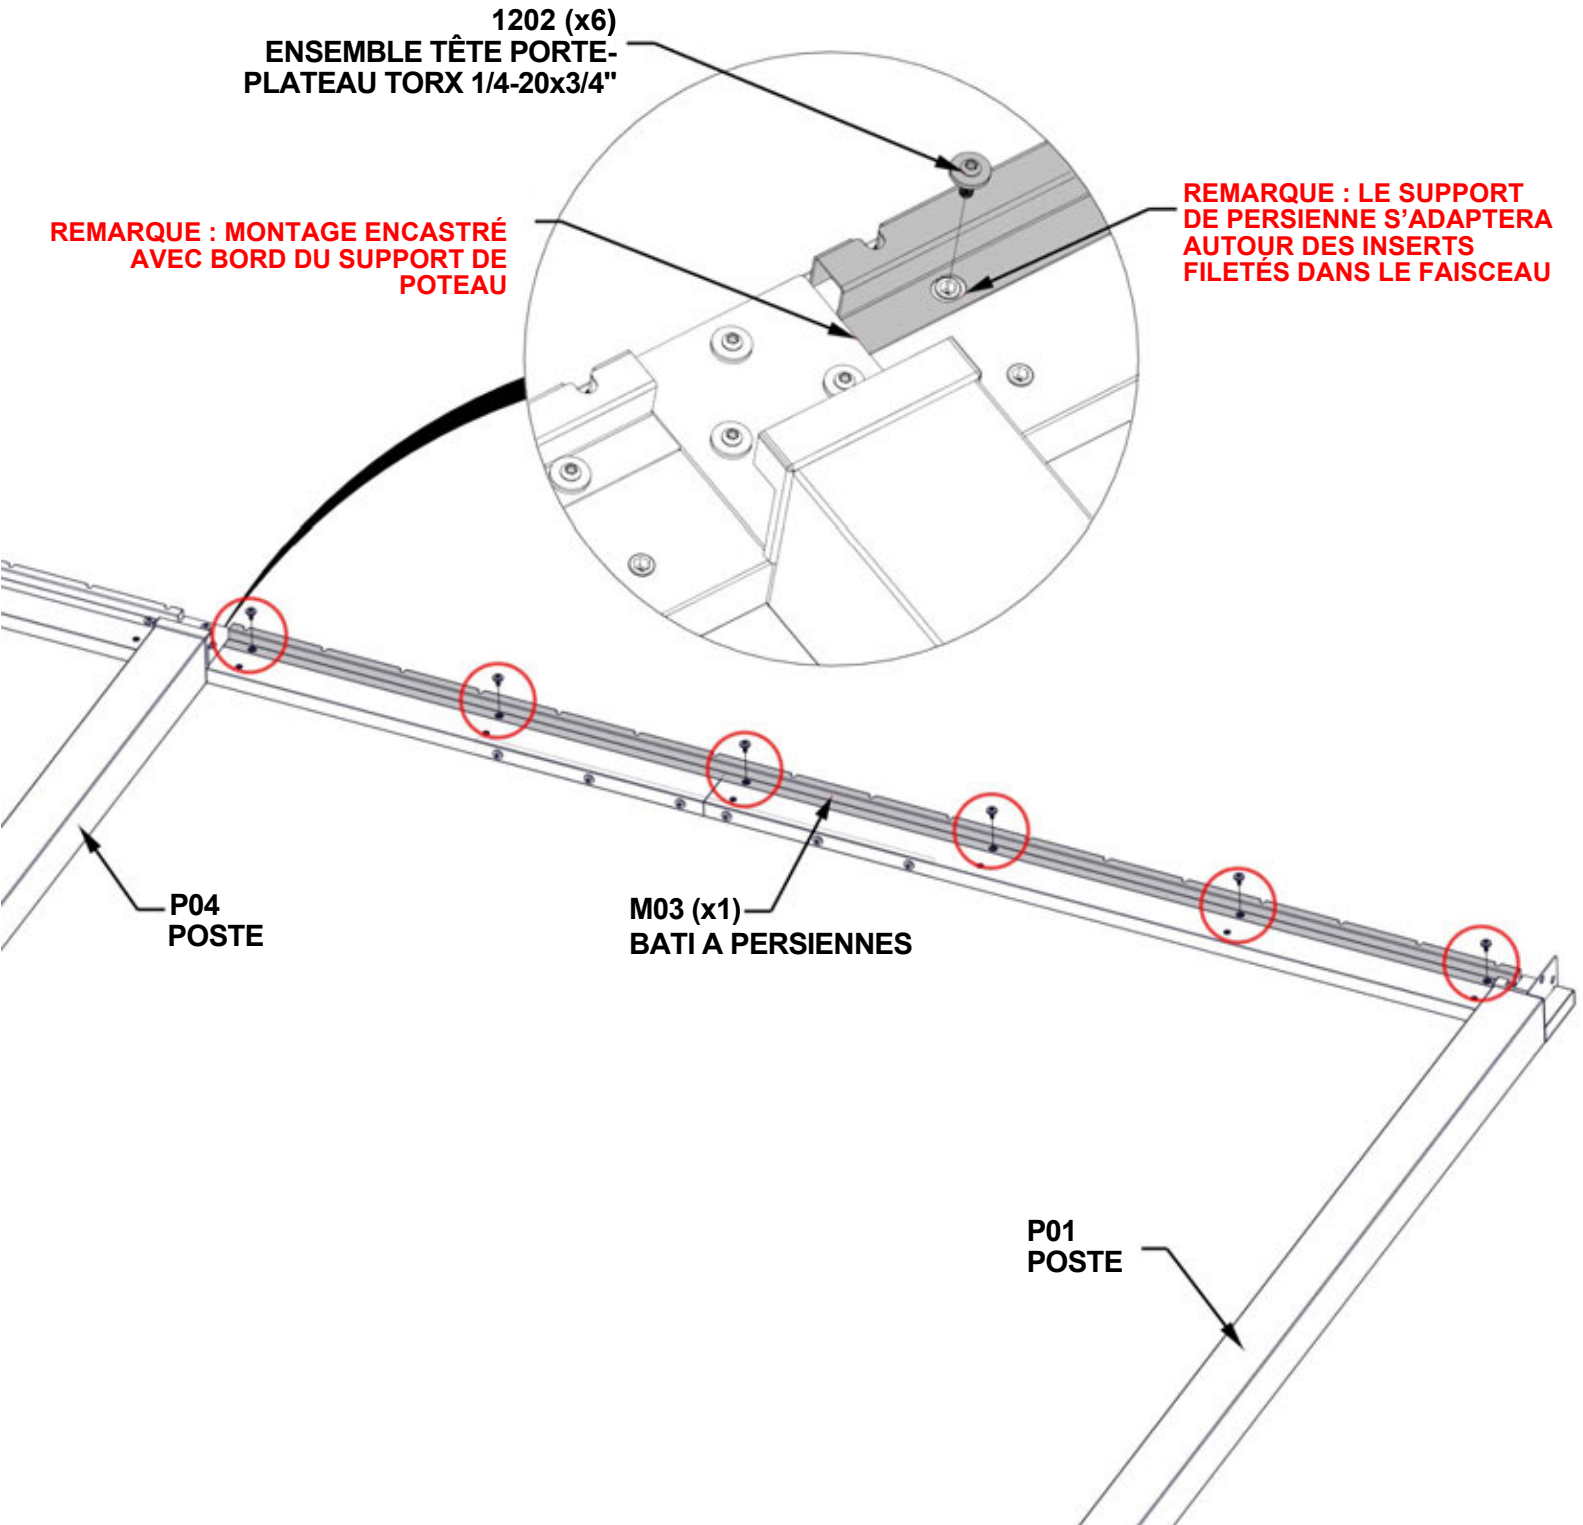 1202 (x6)
ENSEMBLE TÊTE PORTE-
PLATEAU TORX 1/4-20x3/4"
REMARQUE : MONTAGE ENCASTRÉ
AVEC BORD DU SUPPORT DE
POTEAU
REMARQUE : LE SUPPORT
DE PERSIENNE S’ADAPTERA
AUTOUR DES INSERTS
FILETÉS DANS LE FAISCEAU
P04
POSTE
M03 (x1)
BATI A PERSIENNES
P01
POSTE